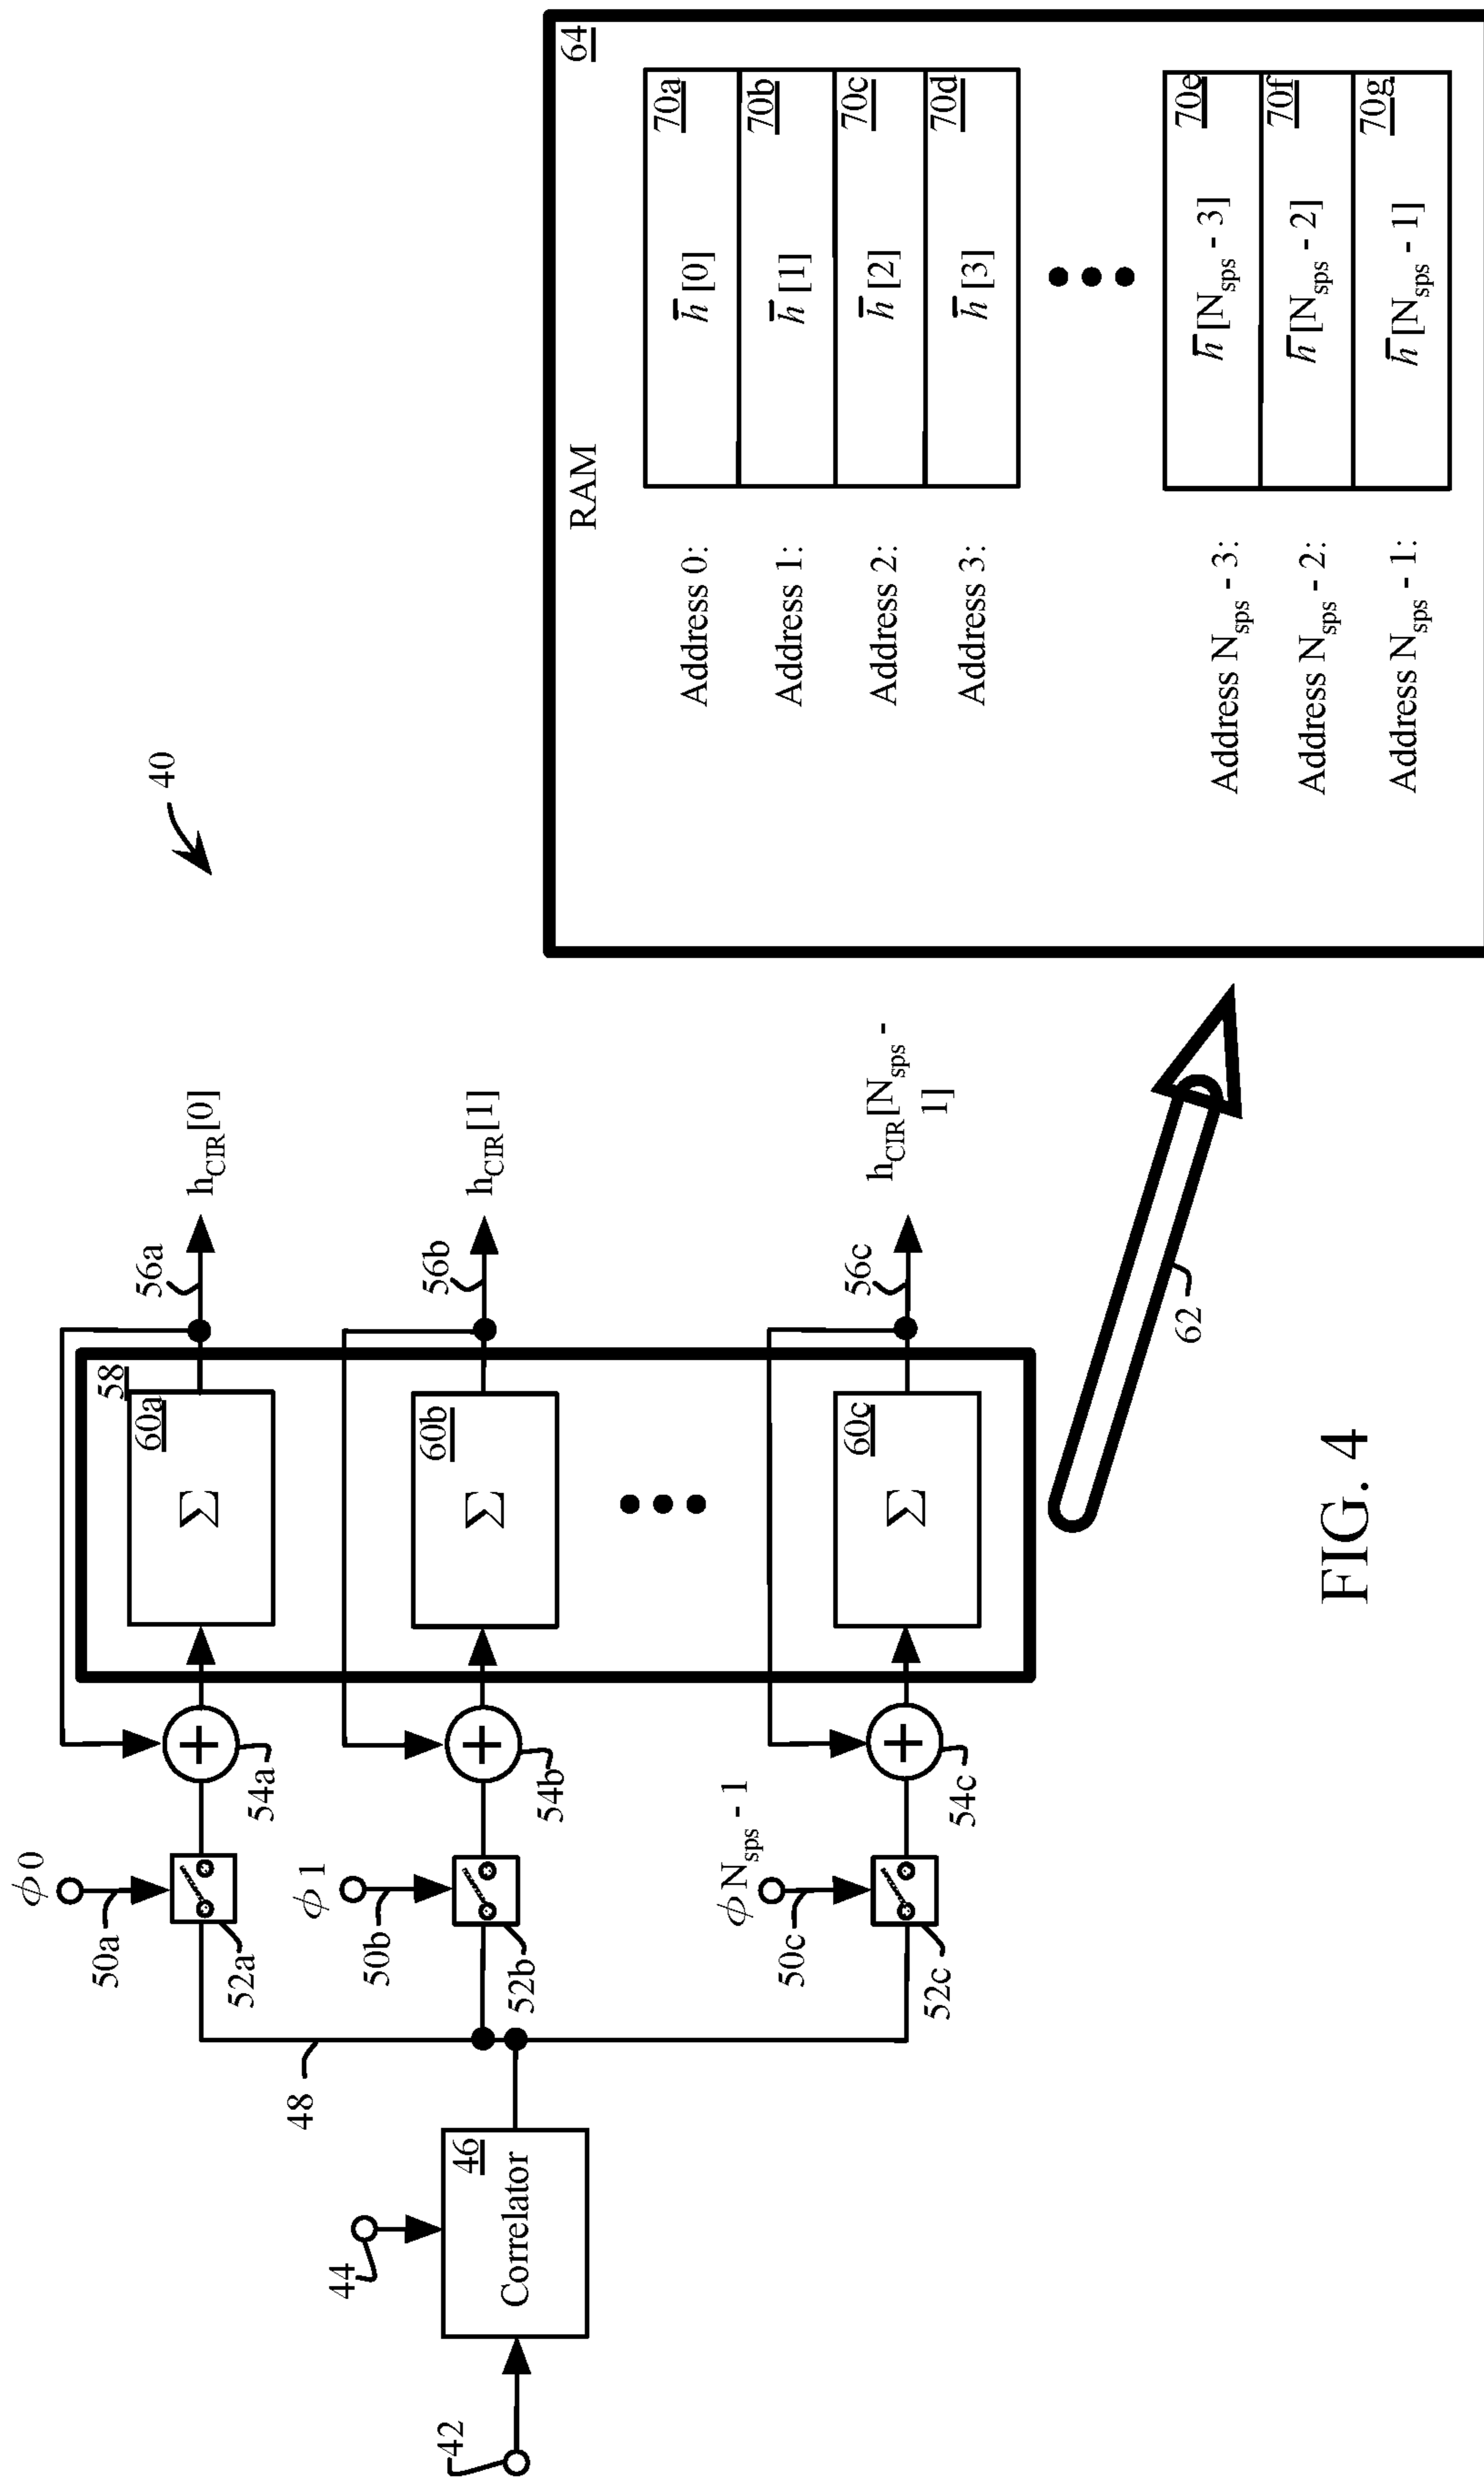 40
42
44
46
Correlator
48
ϕ 0
50a
52a
54a
58
60a
Σ
56a
h_CIR[0]
ϕ 1
50b
52b
54b
60b
Σ
56b
h_CIR[1]
ϕ N_sps - 1
50c
52c
54c
60c
Σ
56c
h_CIR[N_sps -
1]
62
64
RAM
Address 0: h̅ [0] 70a
Address 1: h̅ [1] 70b
Address 2: h̅ [2] 70c
Address 3: h̅ [3] 70d
Address N_sps - 3: h̅ [N_sps - 3] 70e
Address N_sps - 2: h̅ [N_sps - 2] 70f
Address N_sps - 1: h̅ [N_sps - 1] 70g
FIG. 4